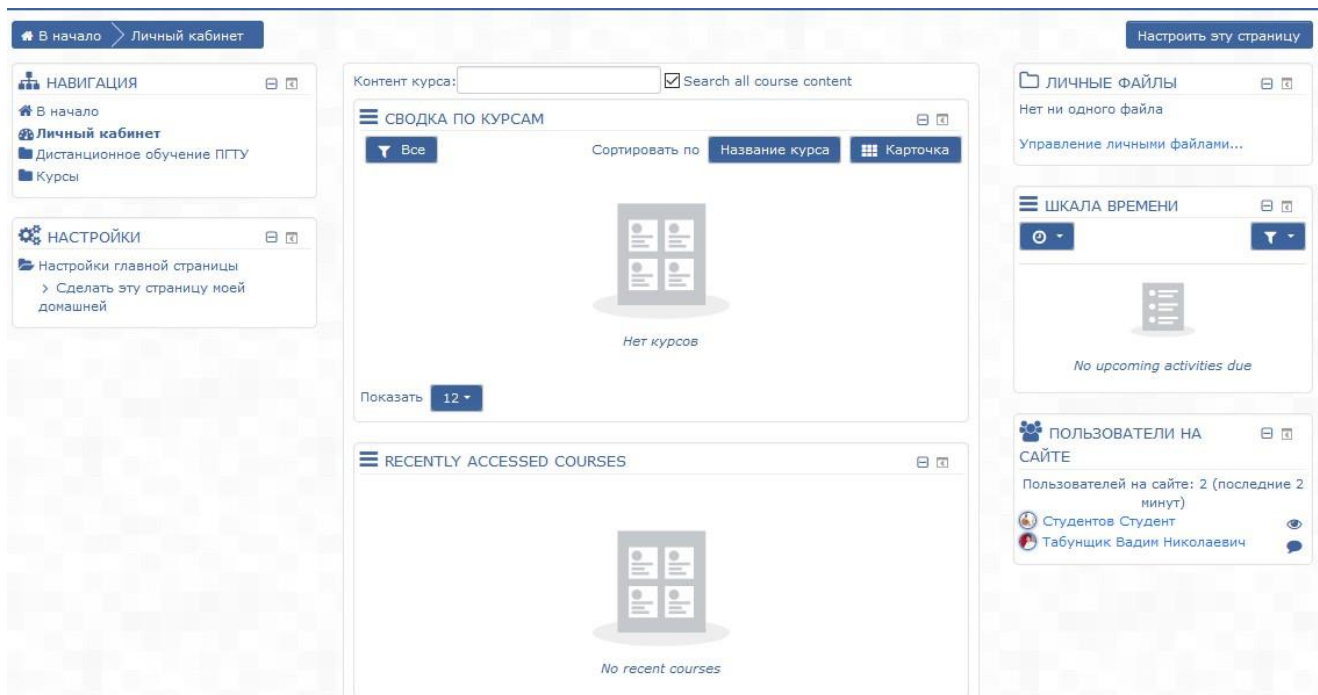 В начало
Личный кабинет
Настроить эту страницу
НАВИГАЦИЯ
В начало
Личный кабинет
Дистанционное обучение ПГТУ
Курсы
НАСТРОЙКИ
Настройки главной страницы
Сделать эту страницу моей
домашней
Контент курса:
Search all course content
СВОДКА ПО КУРСАМ
Все
Сортировать по
Название курса
Карточка
Нет курсов
Показать
12
RECENTLY ACCESSED COURSES
No recent courses
ЛИЧНЫЕ ФАЙЛЫ
Нет ни одного файла
Управление личными файлами...
ШКАЛА ВРЕМЕНИ
No upcoming activities due
ПОЛЬЗОВАТЕЛИ НА
САЙТЕ
Пользователей на сайте: 2 (последние 2
минут)
Студентов Студент
Табунщик Вадим Николаевич